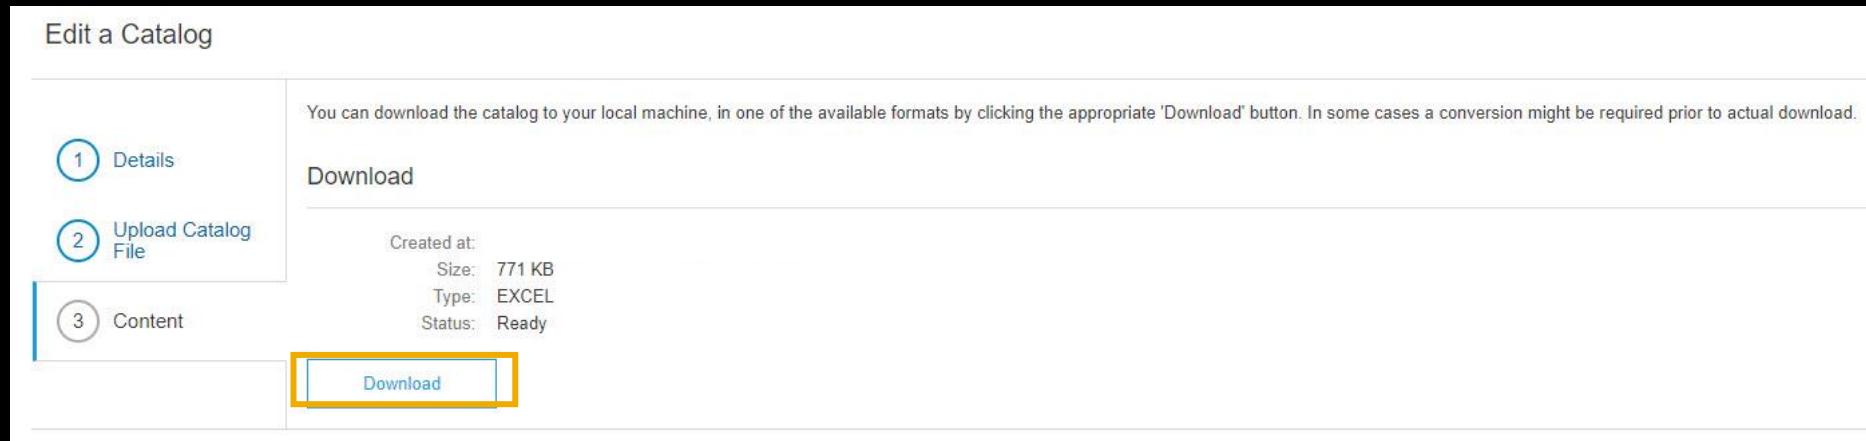 Edit a Catalog
You can download the catalog to your local machine, in one of the available formats by clicking the appropriate 'Download' button. In some cases a conversion might be required prior to actual download.
1 Details
2 Upload Catalog
File
3 Content
Download
Created at:
Size: 771 KB
Type: EXCEL
Status: Ready
Download